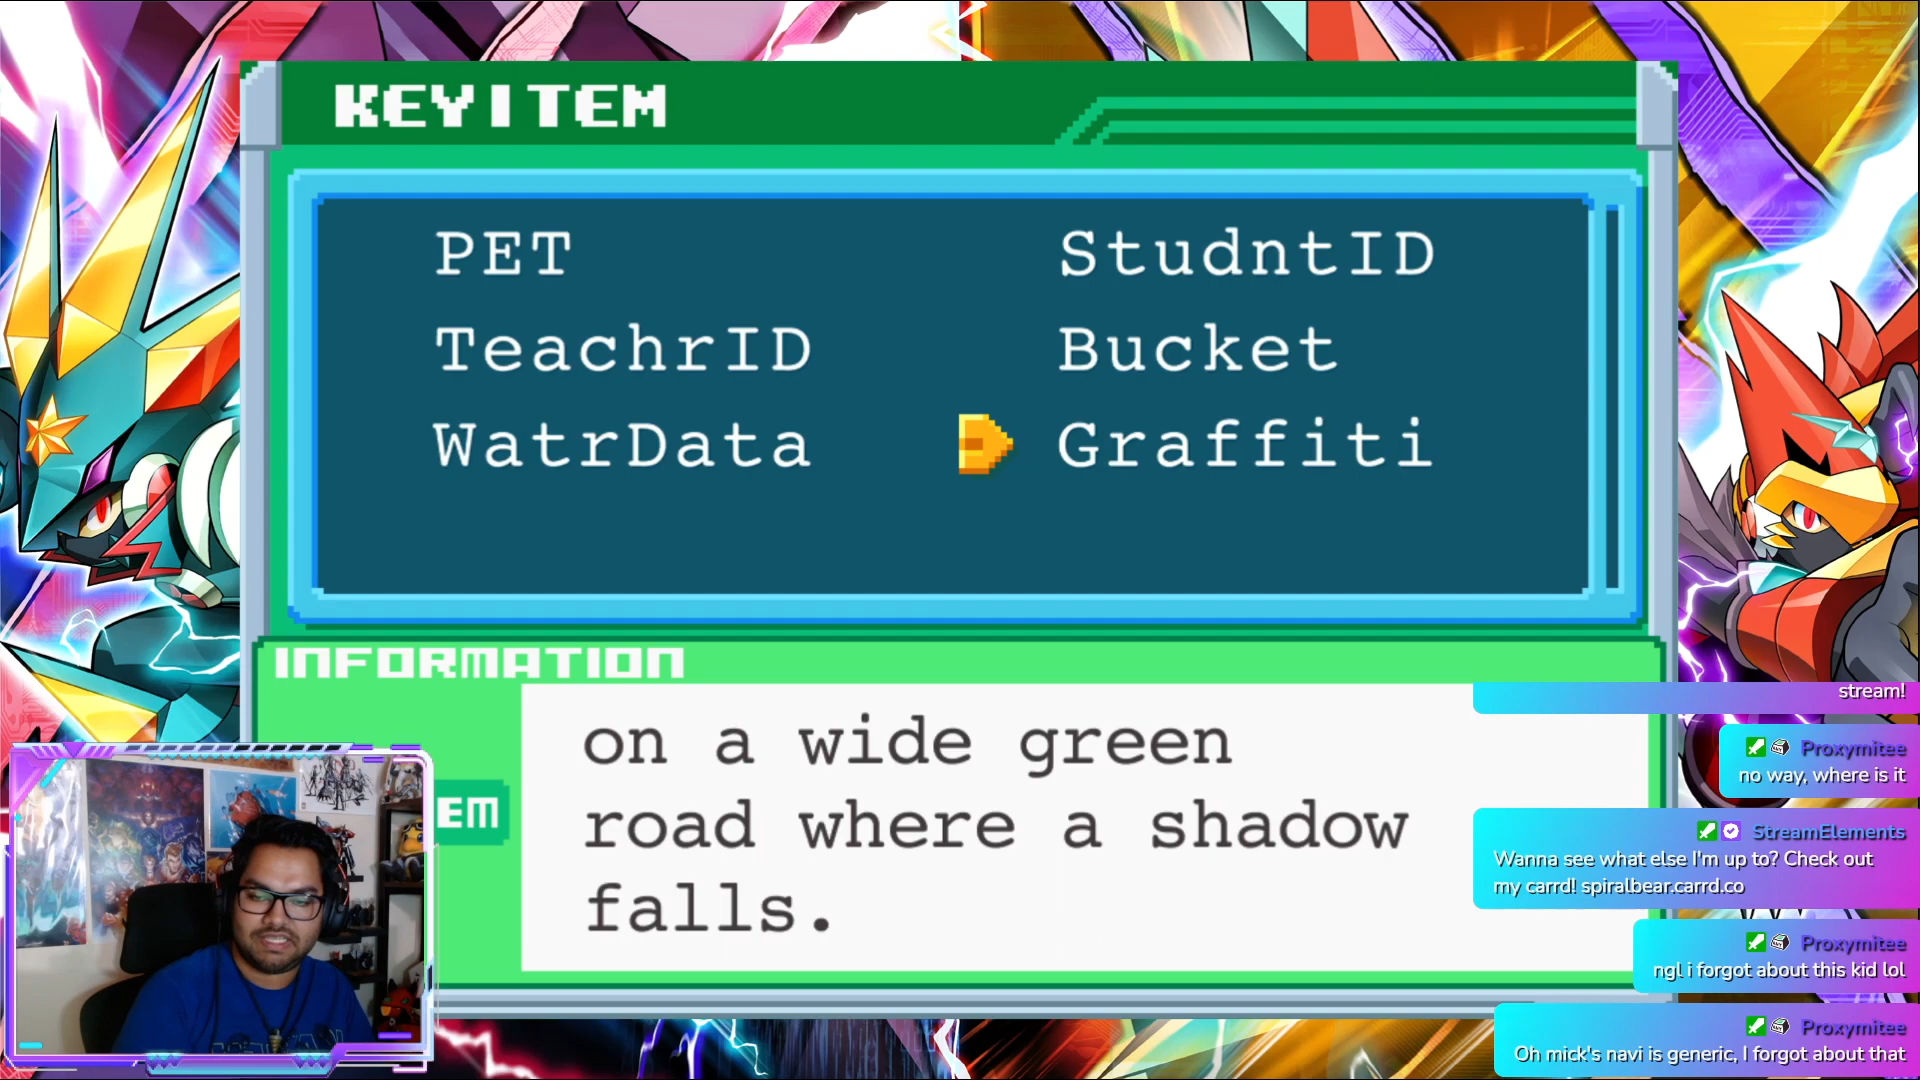 KEYITEM
PET
StudntID
TeachrID
Bucket
WatrData
Graffiti
INFORMATION
EM
on a wide green
road where a shadow
falls.
stream!
Proxymitee
no way, where is it
StreamElements
Wanna see what else I'm up to? Check out
my carrd! spiralbear.carrd.co
Proxymitee
ngl i forgot about this kid lol
Proxymitee
Oh mick's navi is generic, I forgot about that